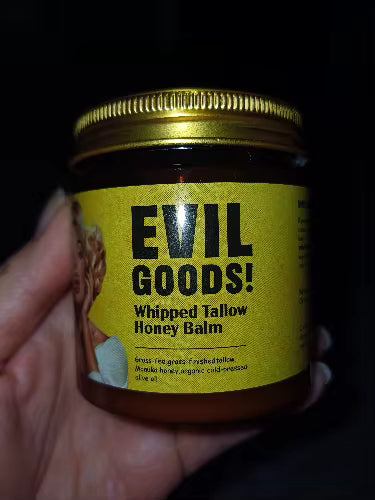 EVIL
GOODS!
Whipped Tallow
Honey Balm
Grass-fed grass-finished tallow,
Manuka honey, organic cold-pressed
olive oil